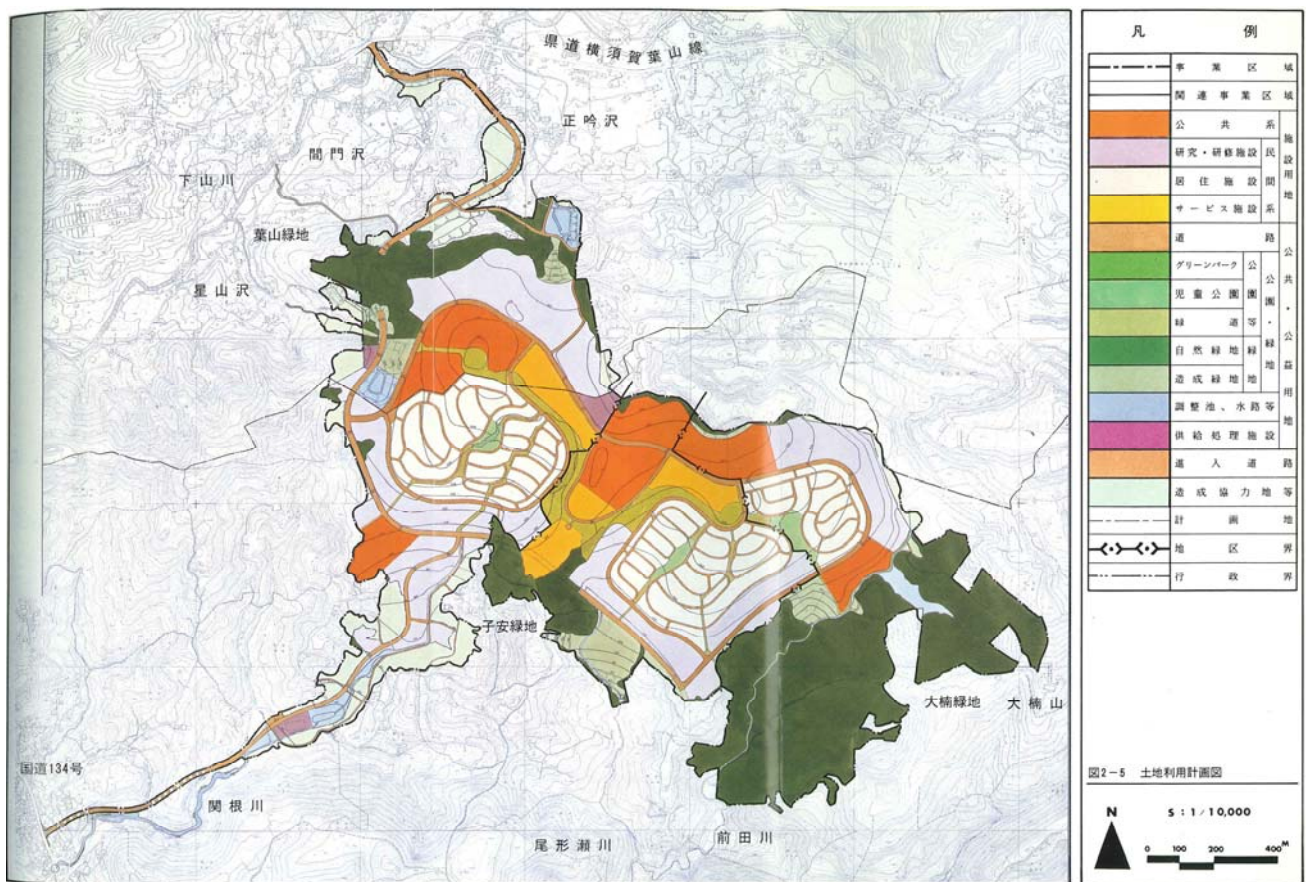 県道横須賀葉山線
正吟沢
間門沢
下山川
葉山緑地
星山沢
子安緑地
大楠緑地
大楠山
国道134号
関根川
尾形瀬川
前田川
凡例
事業区域
関連事業区域
公共系
研究・研修施設
居住施設
サービス施設系
民間
施設用地
道路
グリーンパーク
児童公園
緑道等
自然緑地
造成緑地
公園
緑地
公園・緑地
調整池、水路等
供給処理施設
公共・公益用地
進入道路
造成協力地等
計画地
地区界
行政界
図2-5 土地利用計画図
N
S:1/10,000
0 100 200 400M